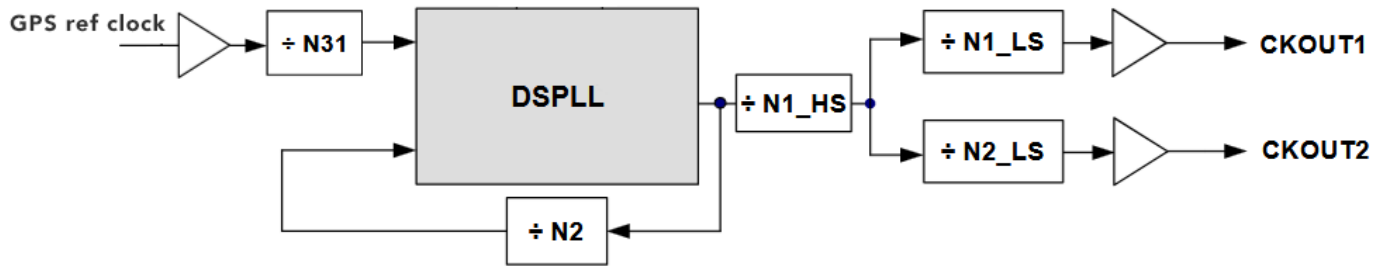 GPS ref clock
÷ N31
DSPLL
÷ N1_HS
÷ N1_LS
CKOUT1
÷ N2_LS
CKOUT2
÷ N2